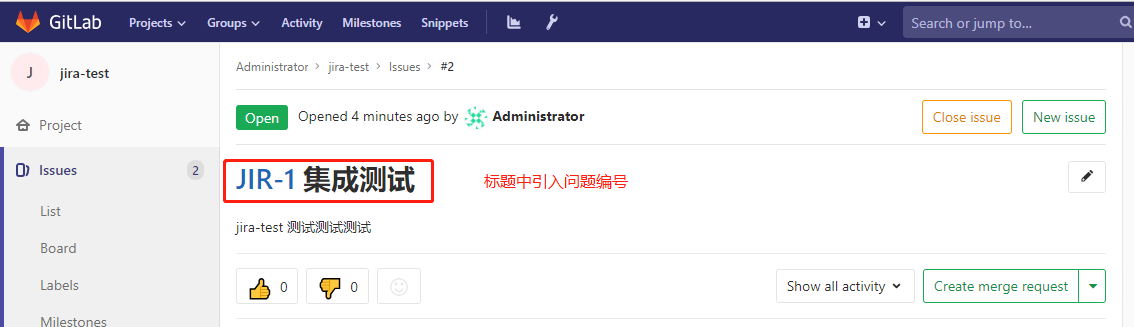 GitLab Projects Groups Activity Milestones Snippets Search or jump to...
J jira-test
Administrator > jira-test > Issues > #2
Open Opened 4 minutes ago by Administrator Close issue New issue
Project
Issues 2
JIR-1 集成测试 标题中引入问题编号
List
jira-test 测试测试测试
Board
Labels
0 0 Show all activity Create merge request
Milestones